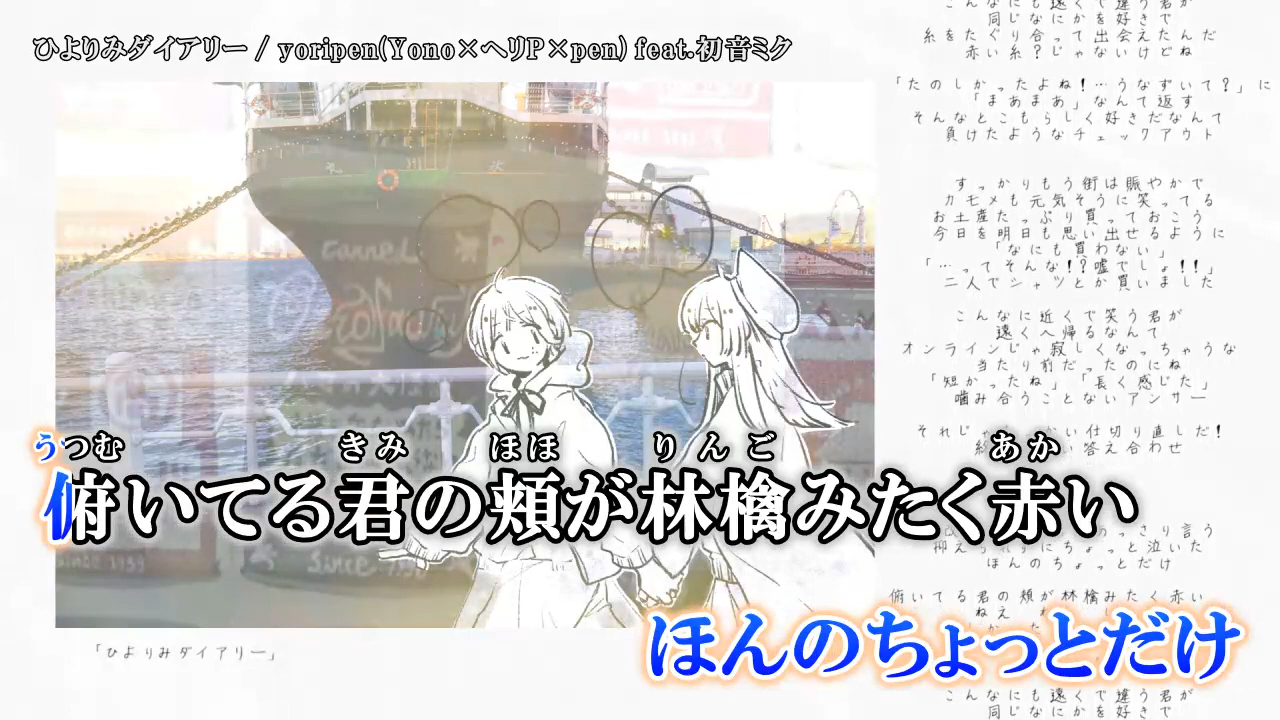 ひよりみダイアリー / yoripen(Yono×ヘリP×pen) feat.初音ミク
こんなにも遠くで違う君が
同じなにかを好きで
糸をたぐり合って出会えたんだ
赤い糸?じゃないけどね
「たのしかったよね!…うなずいて?」に
「まあまあ」なんて返す
そんなとこもらしく好きだなんて
負けたようなチェックアウト
すっかりもう街は賑やかで
カモメも元気そうに笑ってる
お土産たっぷり買っておこう
今日を明日も思い出せるように
「なにも買わない」
「…ってそんな!?嘘でしょ!!」
二人でシャツとか買いました
こんなに近くで笑う君が
遠くへ帰るなんて
オンラインじゃ寂しくなっちゃうな
当たり前だったのにね
「短かったね」「長く感じた」
噛み合うことないアンサー
それじゃ 仕切り直しだ!
答え合わせ
canneL
Since 1999
うつむ きみ ほほ りんご あか
俯いてる君の頬が林檎みたく赤い
っさり言う
にちょっと泣いた
ほんのちょっとだけ
俯いてる君の頬が林檎みたく赤い
ねえ
ほんのちょっとだけ
「ひよりみダイアリー」
こんなにも遠くで違う君が
同じなにかを好きで